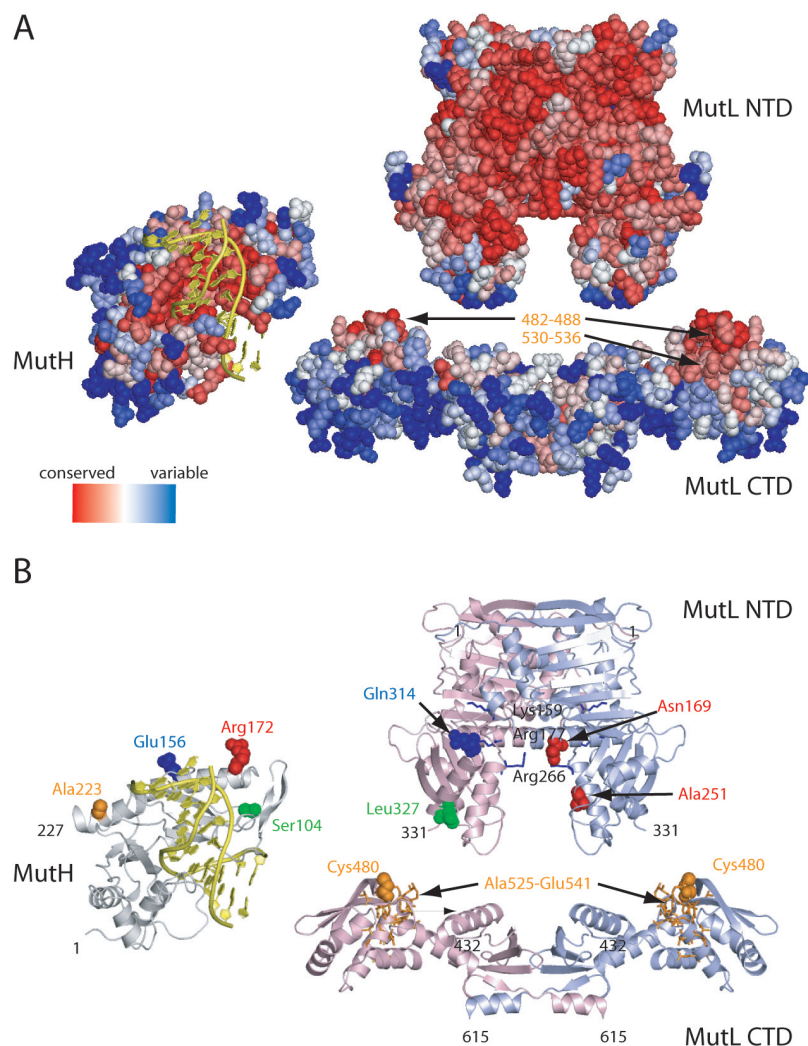 A
MutL NTD
482-488
530-536
MutH
conserved variable
MutL CTD
B
MutL NTD
1 1
Gln314 Lys159 Asn169
Arg172
Arg177
Glu156
Arg266
Ala223
Ala251
Leu327
Ser104
227
331 331
MutH
Cys480 Ala525-Glu541 Cys480
1
432 432
615 615
MutL CTD